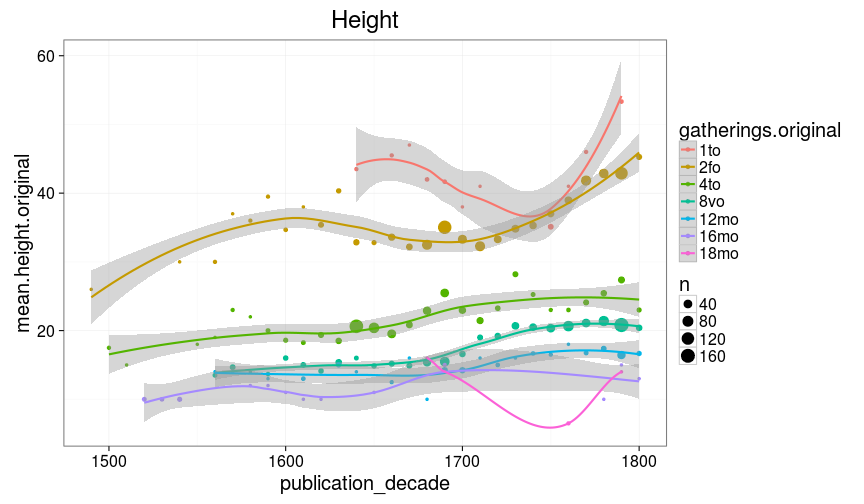 Height
60
40
20
mean.height.original
1500
1600
1700
1800
publication_decade
gatherings.original
1to
2fo
4to
8vo
12mo
16mo
18mo
n
40
80
120
160